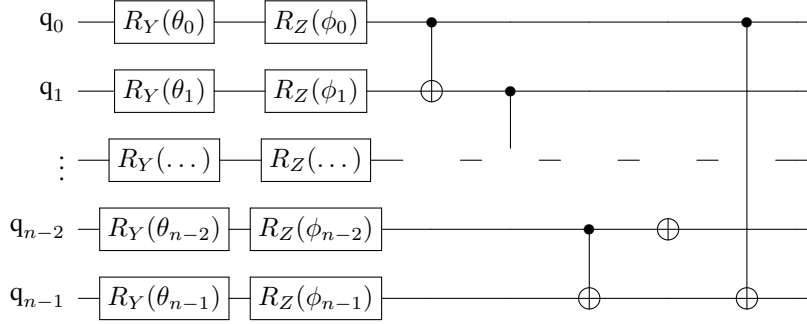 q₀ R_Y(θ₀) R_Z(ϕ₀)
q₁ R_Y(θ₁) R_Z(ϕ₁)
⋮ R_Y(...) R_Z(...)
qₙ₋₂ R_Y(θₙ₋₂) R_Z(ϕₙ₋₂)
qₙ₋₁ R_Y(θₙ₋₁) R_Z(ϕₙ₋₁)